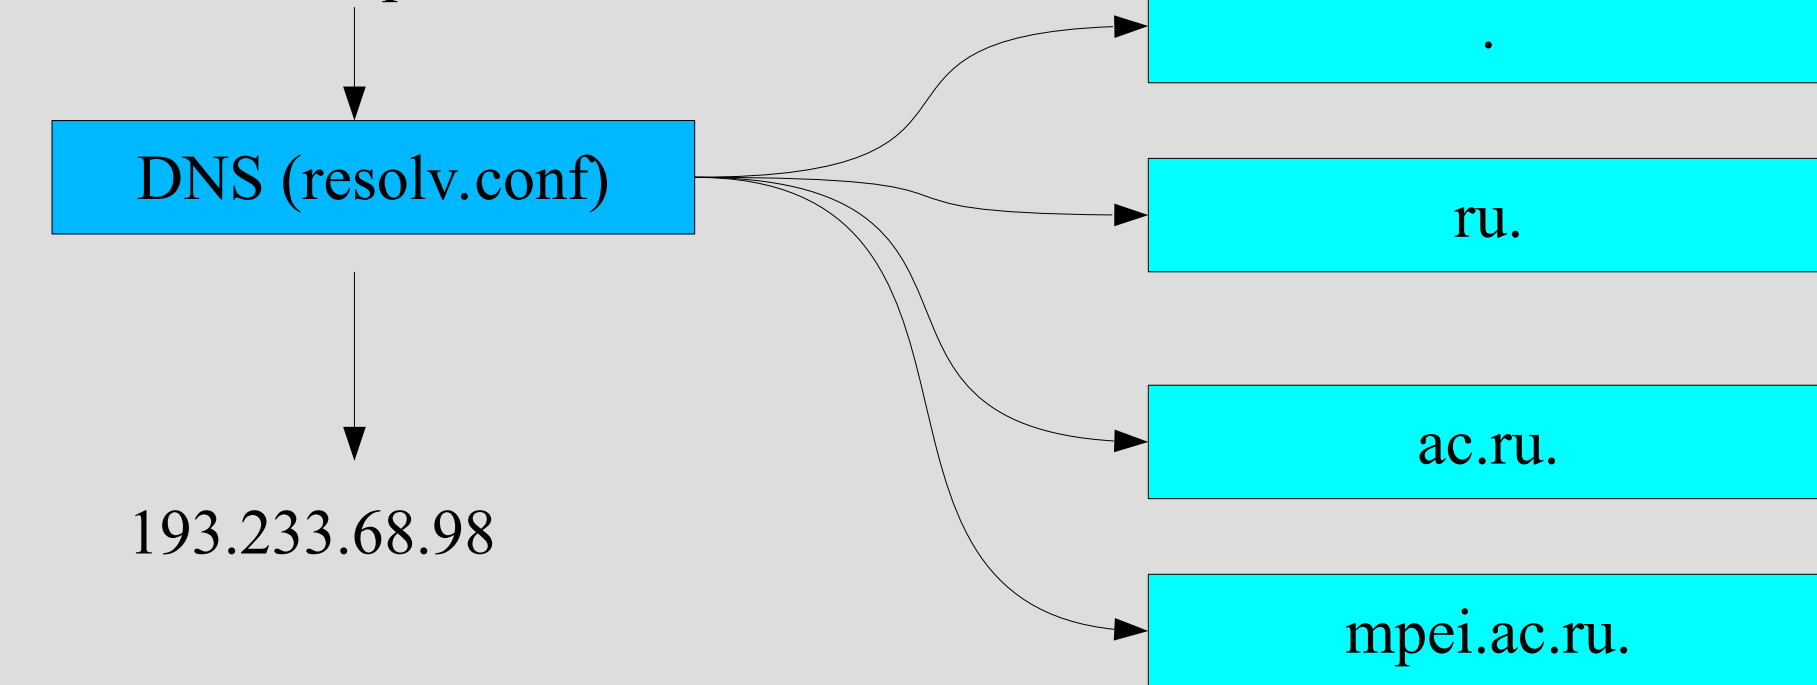 .
DNS (resolv.conf)
ru.
ac.ru.
193.233.68.98
mpei.ac.ru.